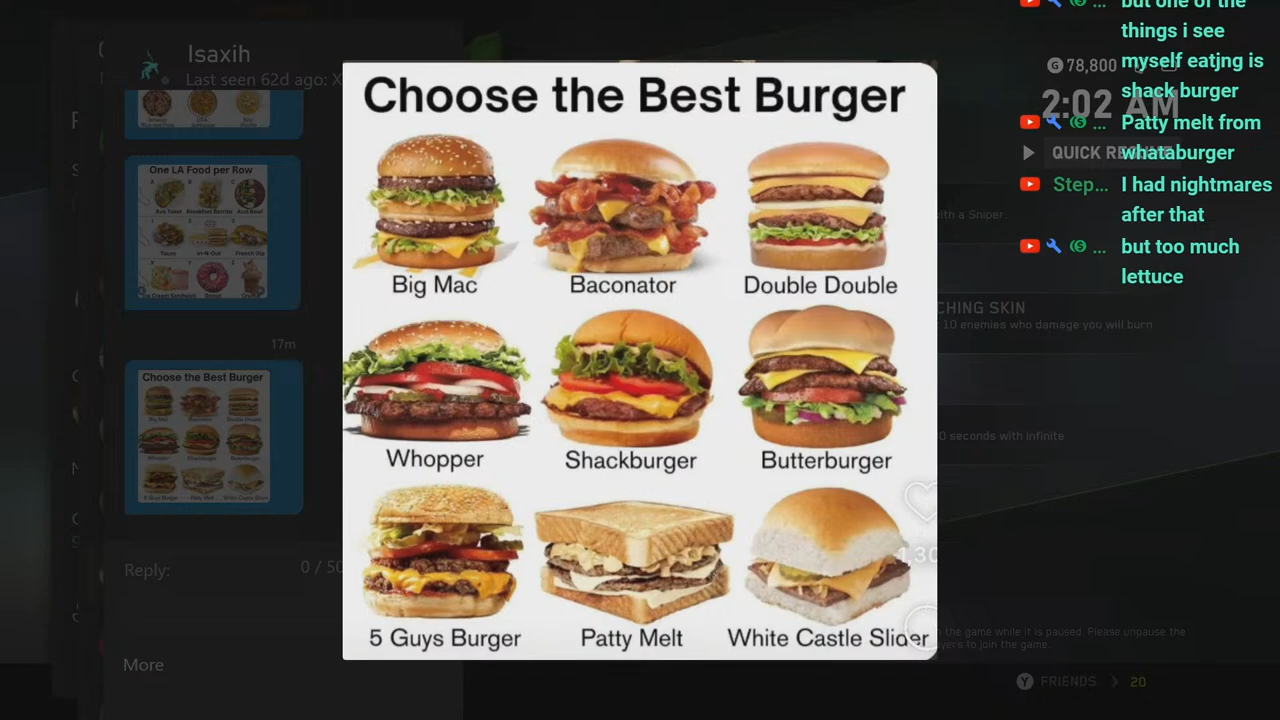 Isaxih
Last seen 62d ago: X
One LA Food per Row
17m
Choose the Best Burger
Reply:
0 / 50
More
Choose the Best Burger
Big Mac
Baconator
Double Double
Whopper
Shackburger
Butterburger
5 Guys Burger
Patty Melt
White Castle Slider
1,30
but one of the
things i see
myself eatjng is
shack burger
Patty melt from
whataburger
Step... I had nightmares
after that
but too much
lettuce
G 78,800
2:02 AM
with a Sniper.
CHING SKIN
10 enemies who damage you will burn
0 seconds with Infinite
the game while it is paused. Please unpause the
ayers to join the game.
Y FRIENDS > 20